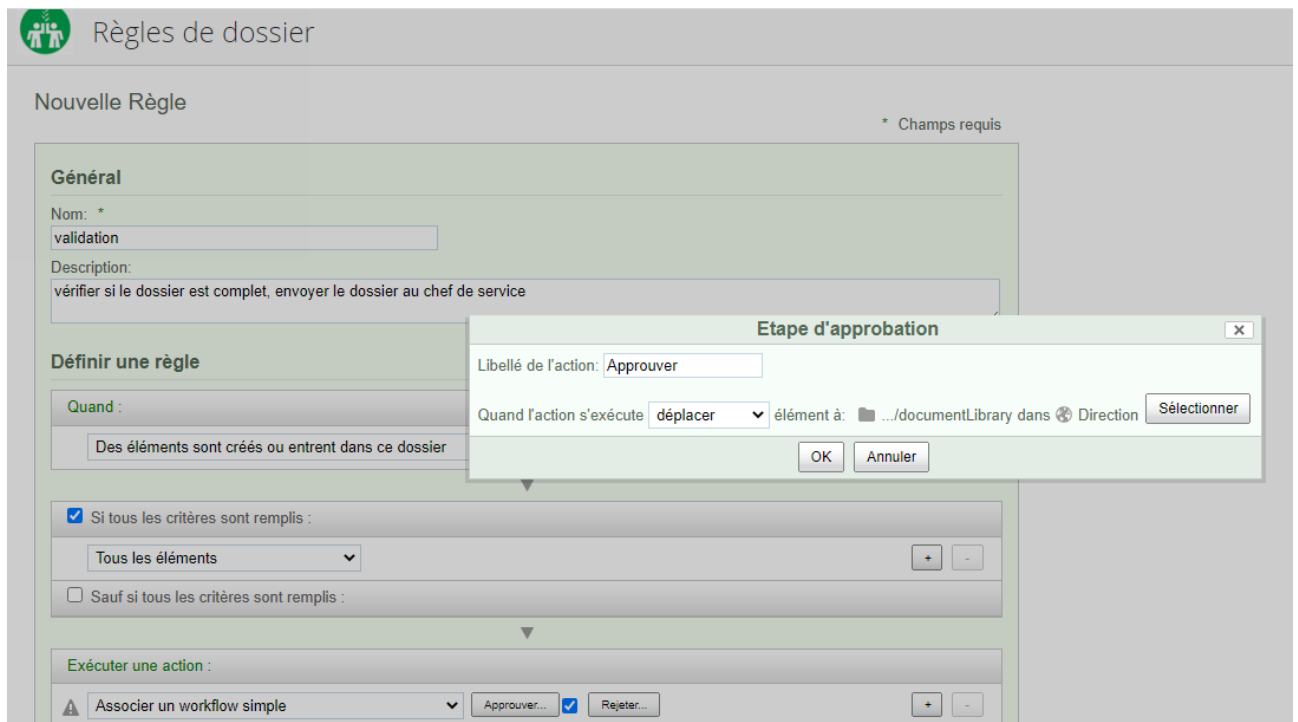 Règles de dossier
Nouvelle Règle
* Champs requis
Général
Nom: *
validation
Description:
vérifier si le dossier est complet, envoyer le dossier au chef de service
Etape d'approbation
Libellé de l'action: Approuver
Quand l'action s'exécute déplacer élément à: .../documentLibrary dans Direction Sélectionner
OK Annuler
Définir une règle
Quand :
Des éléments sont créés ou entrent dans ce dossier
Si tous les critères sont remplis :
Tous les éléments + -
Sauf si tous les critères sont remplis :
Exécuter une action :
Associer un workflow simple Approuver... Rejeter... + -